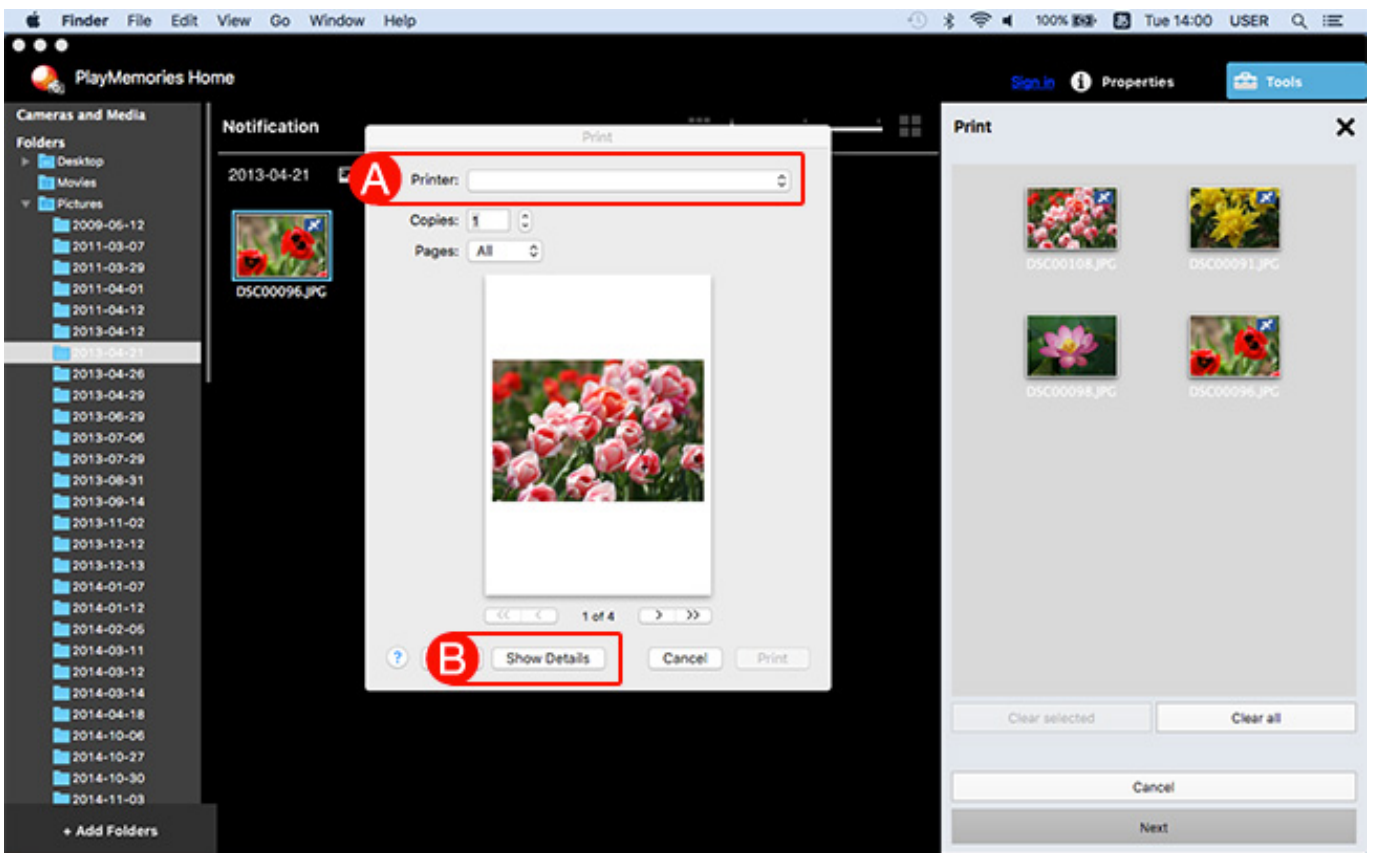 Finder File Edit View Go Window Help 100% Tue 14:00 USER
PlayMemories Home
Sign in Properties Tools
Cameras and Media
Folders
Desktop
Movies
Pictures
2009-05-12
2011-03-07
2011-03-29
2011-04-01
2011-04-12
2013-04-12
2013-04-21
2013-04-26
2013-04-29
2013-06-29
2013-07-06
2013-07-29
2013-08-31
2013-09-14
2013-11-02
2013-12-12
2013-12-13
2014-01-07
2014-01-12
2014-02-05
2014-03-11
2014-03-12
2014-03-14
2014-04-18
2014-10-06
2014-10-27
2014-10-30
2014-11-03
+ Add Folders
Notification
2013-04-21
DSC00096.JPG
Print
A Printer:
Copies: 1
Pages: All
<< < 1 of 4 > >>
? B Show Details Cancel Print
Print X
DSC00108.JPG DSC00091.JPG
DSC00098.JPG DSC00096.JPG
Clear selected Clear all
Cancel
Next